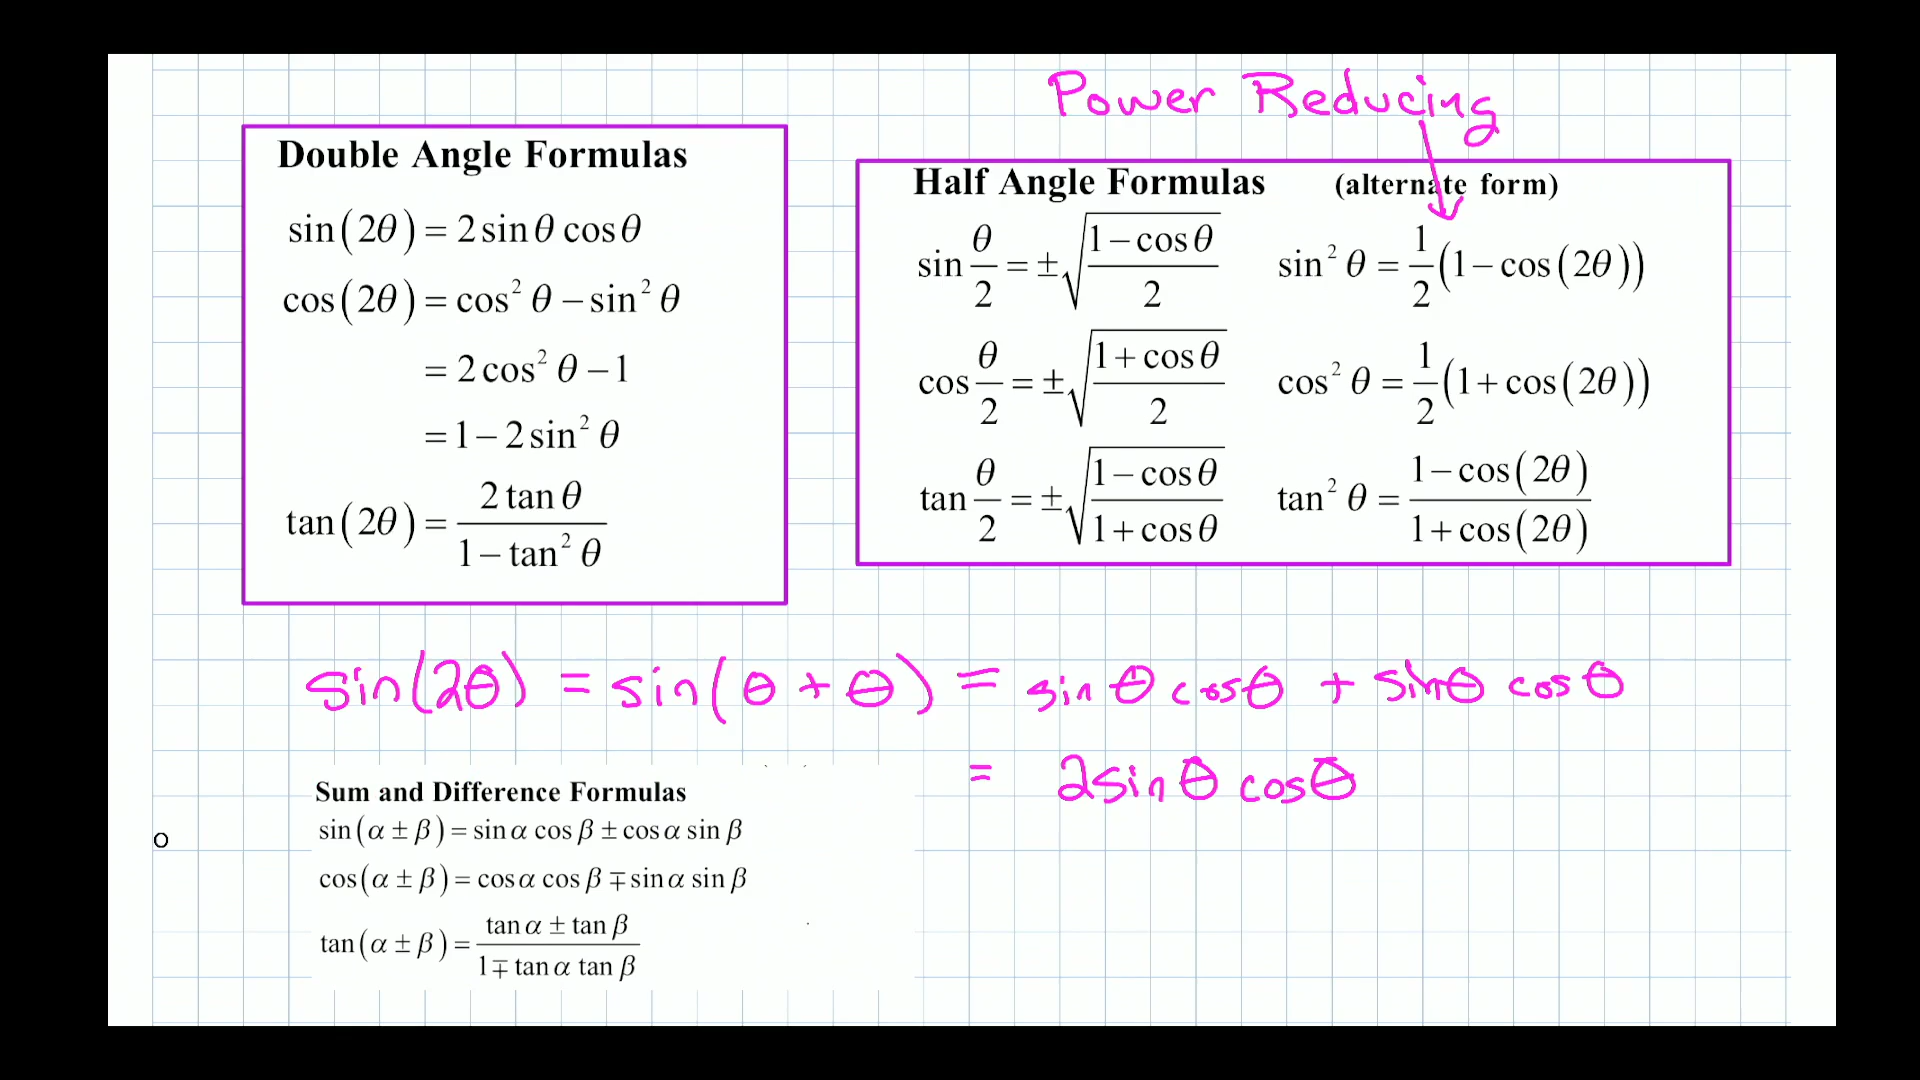 Power Reducing
Double Angle Formulas
sin(2θ) = 2 sin θ cos θ
cos(2θ) = cos² θ − sin² θ
= 2 cos² θ − 1
= 1 − 2 sin² θ
tan(2θ) = 2 tan θ / 1 − tan² θ
Half Angle Formulas (alternate form)
sin θ/2 = ±√(1 − cos θ / 2) sin² θ = 1/2 (1 − cos(2θ))
cos θ/2 = ±√(1 + cos θ / 2) cos² θ = 1/2 (1 + cos(2θ))
tan θ/2 = ±√(1 − cos θ / 1 + cos θ) tan² θ = 1 − cos(2θ) / 1 + cos(2θ)
sin(2θ) = sin(θ + θ) = sin θ cos θ + sin θ cos θ
= 2 sin θ cos θ
Sum and Difference Formulas
sin(α ± β) = sin α cos β ± cos α sin β
cos(α ± β) = cos α cos β ∓ sin α sin β
tan(α ± β) = tan α ± tan β / 1 ∓ tan α tan β